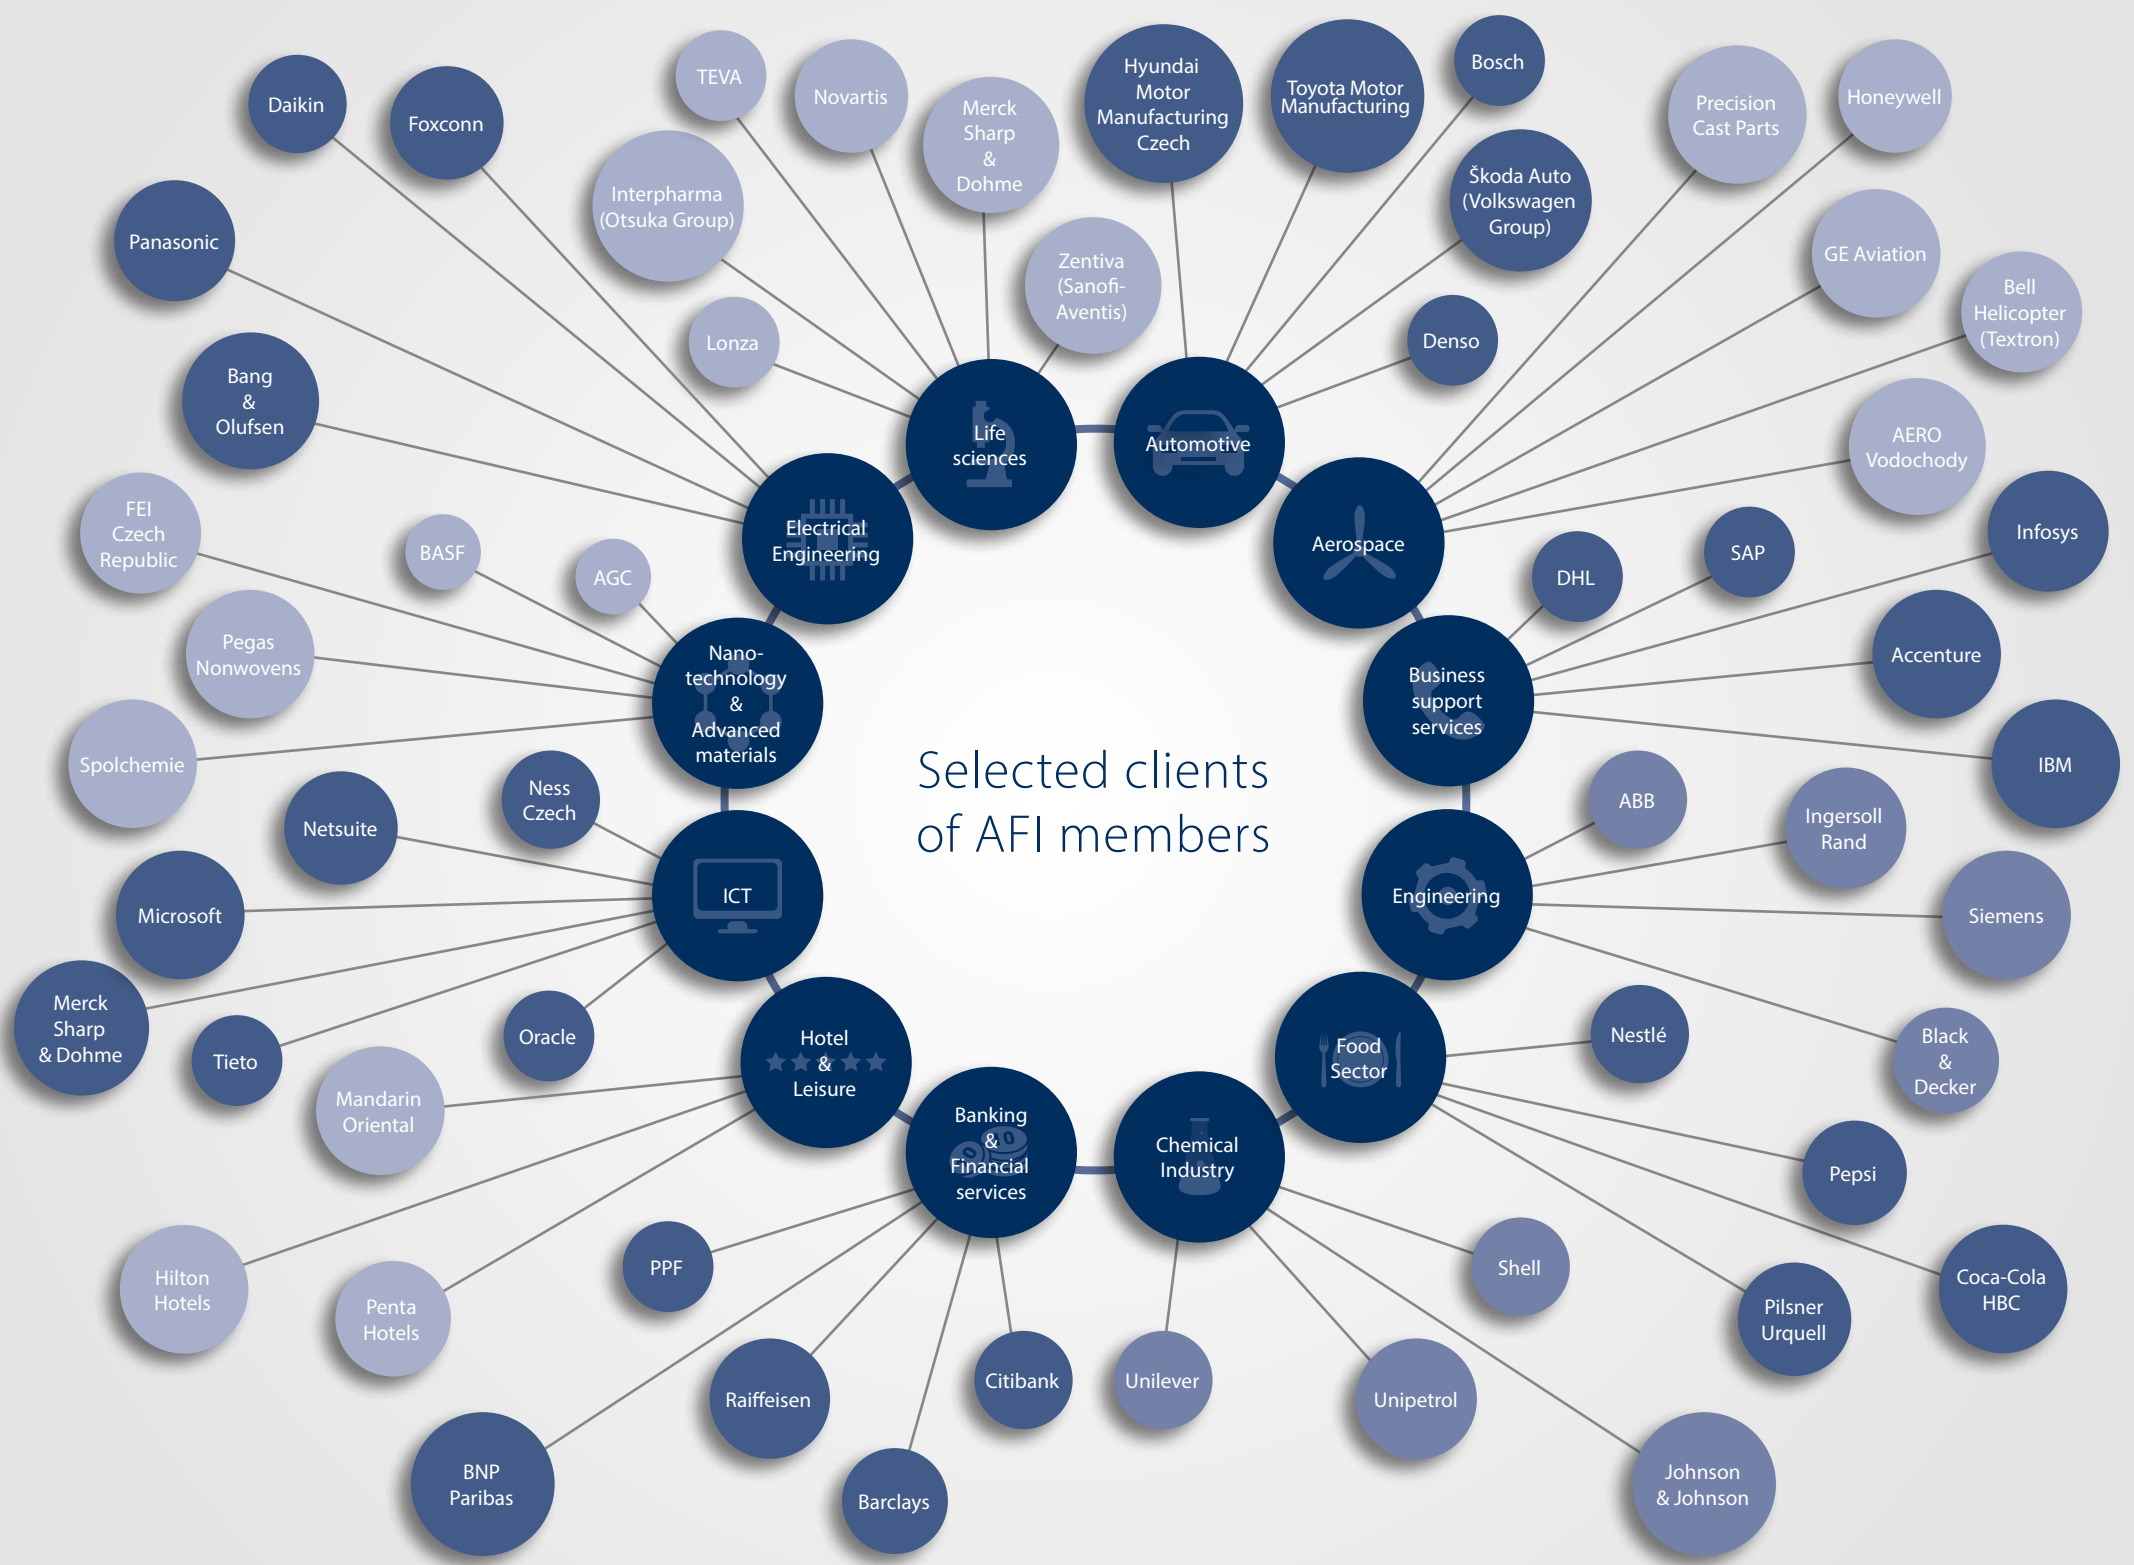 Selected clients
of AFI members
Life
sciences
TEVA
Novartis
Merck
Sharp
&
Dohme
Interpharma
(Otsuka Group)
Zentiva
(Sanofi-
Aventis)
Lonza
Automotive
Hyundai
Motor
Manufacturing
Czech
Toyota Motor
Manufacturing
Bosch
Škoda Auto
(Volkswagen
Group)
Denso
Aerospace
Precision
Cast Parts
Honeywell
GE Aviation
Bell
Helicopter
(Textron)
AERO
Vodochody
Business
support
services
DHL
SAP
Infosys
Accenture
IBM
Engineering
ABB
Ingersoll
Rand
Siemens
Black
&
Decker
Food
Sector
Nestlé
Pepsi
Coca-Cola
HBC
Pilsner
Urquell
Chemical
Industry
Shell
Johnson
& Johnson
Unipetrol
Unilever
Banking
&
Financial
services
Citibank
Barclays
Raiffeisen
BNP
Paribas
PPF
Hotel
&
Leisure
Penta
Hotels
Hilton
Hotels
Mandarin
Oriental
ICT
Oracle
Tieto
Merck
Sharp
& Dohme
Microsoft
Netsuite
Ness
Czech
Nano-
technology
&
Advanced
materials
Spolchemie
Pegas
Nonwovens
FEI
Czech
Republic
BASF
AGC
Electrical
Engineering
Bang
&
Olufsen
Panasonic
Daikin
Foxconn